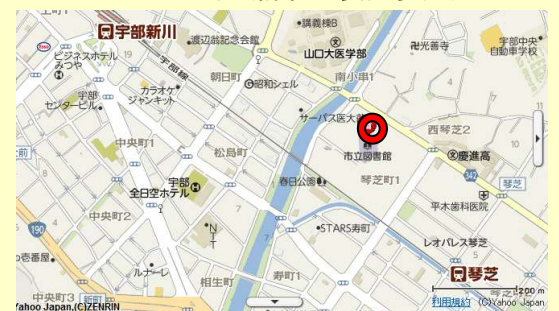 宇部新川
渡辺翁記念会館
講義棟B
山口大医学部
光善寺
宇部中央
自動車学校
ビジネスホテル
みつや
19
宇部線
朝日町
昭和シェル
南小串1
宇部
センタービル
カラオケ
ジャンキット
サーパス医大前
西琴芝2
中央町1
松島町
市立図書館
慶進高
342
琴芝
春日公園
琴芝町1
宇部
全日空ホテル
平木歯科医院
中央町2
190
NTT
STARS寿町
レオパレス琴芝
壱番屋
ルナーレ
琴芝
相生町
寿町1
200 m
中央町3
新町
Yahoo Japan,(C)ZENRIN
利用規約
(C)Yahoo Japan